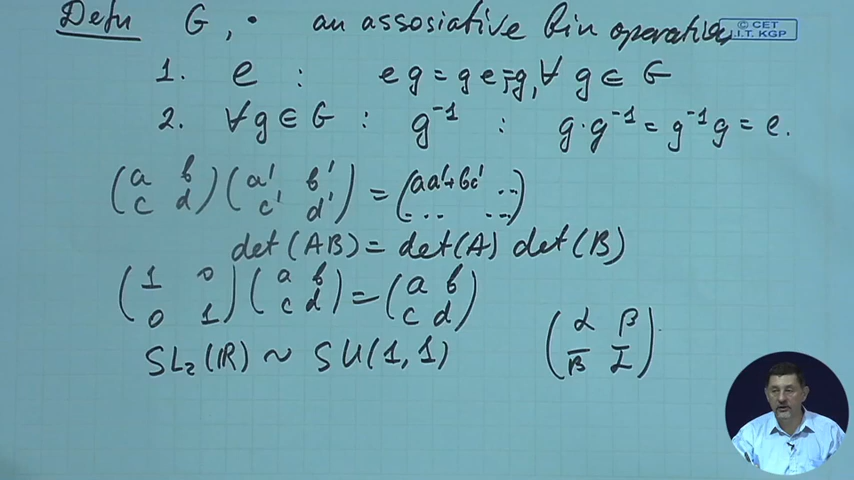 Defn G, · an assosiative bin operation
© CET
I.I.T. KGP
1. e : eg = ge = g, ∀ g ∈ G
2. ∀ g ∈ G : g⁻¹ : g·g⁻¹ = g⁻¹g = e.
(a b; c d)(a' b'; c' d') = (aa'+bc' ..; ... ...)
det(AB) = det(A) det(B)
(1 0; 0 1)(a b; c d) = (a b; c d)
SL₂(R) ~ SU(1,1) (α β; β̅ α̅)